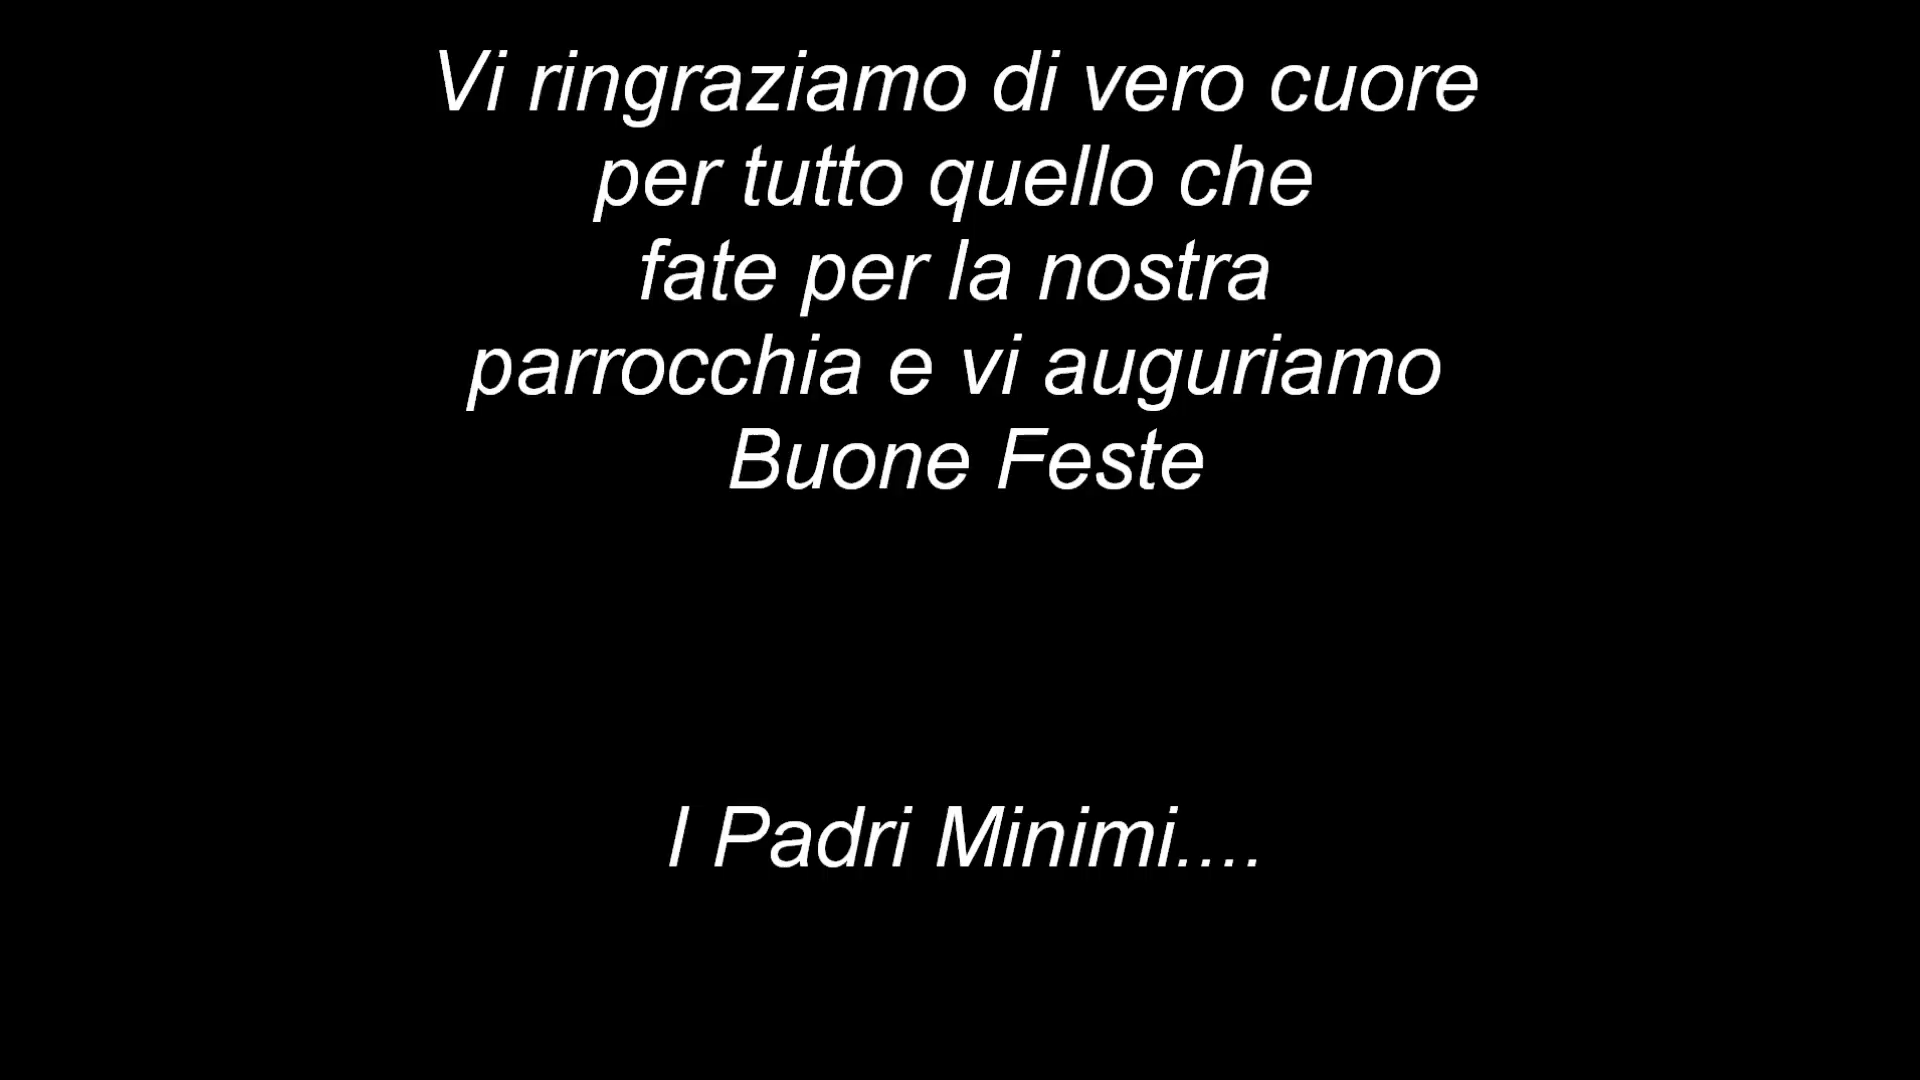 Vi ringraziamo di vero cuore
per tutto quello che
fate per la nostra
parrocchia e vi auguriamo
Buone Feste
I Padri Minimi....